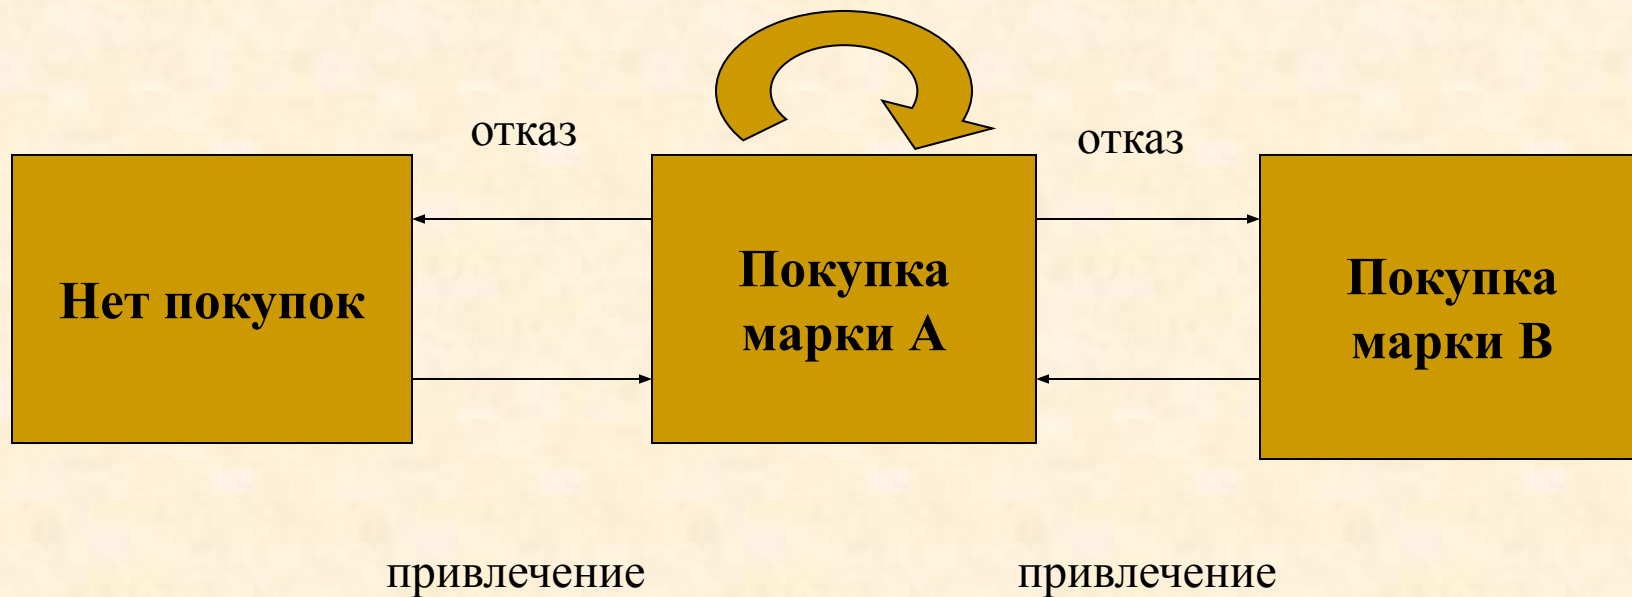 отказ
отказ
Нет покупок
Покупка
марки А
Покупка
марки В
привлечение
привлечение